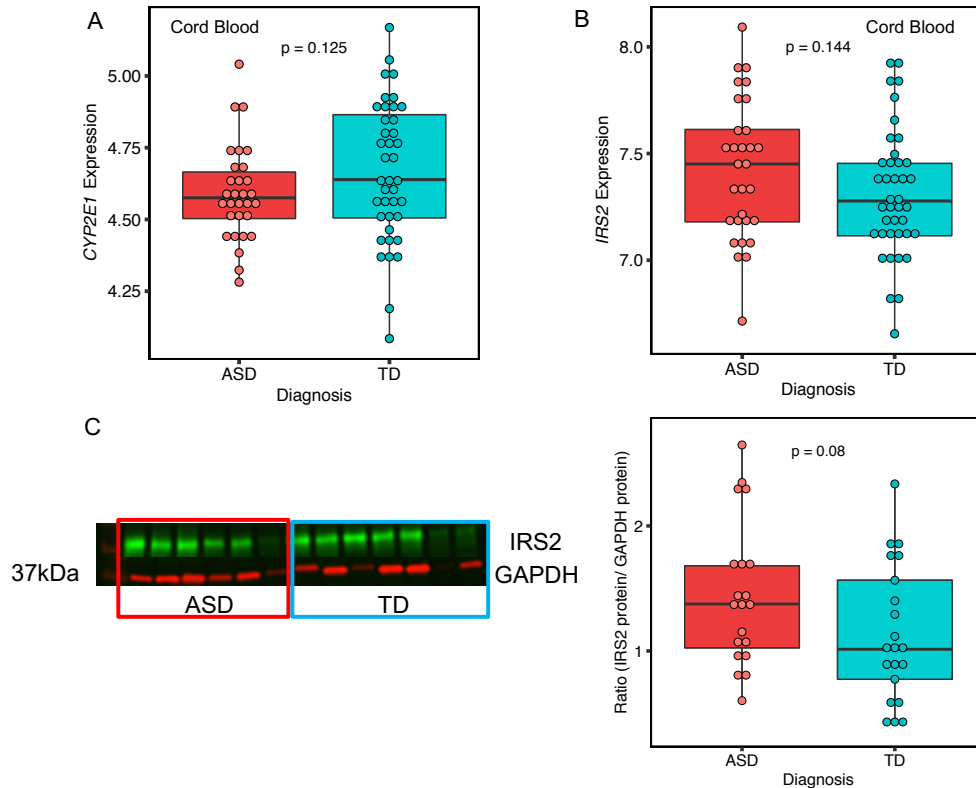 A
Cord Blood
p = 0.125
CYP2E1 Expression
5.00
4.75
4.50
4.25
ASD
TD
Diagnosis
B
Cord Blood
p = 0.144
IRS2 Expression
8.0
7.5
7.0
ASD
TD
Diagnosis
C
37kDa
IRS2
GAPDH
ASD
TD
p = 0.08
Ratio (IRS2 protein/ GAPDH protein)
2
1
ASD
TD
Diagnosis